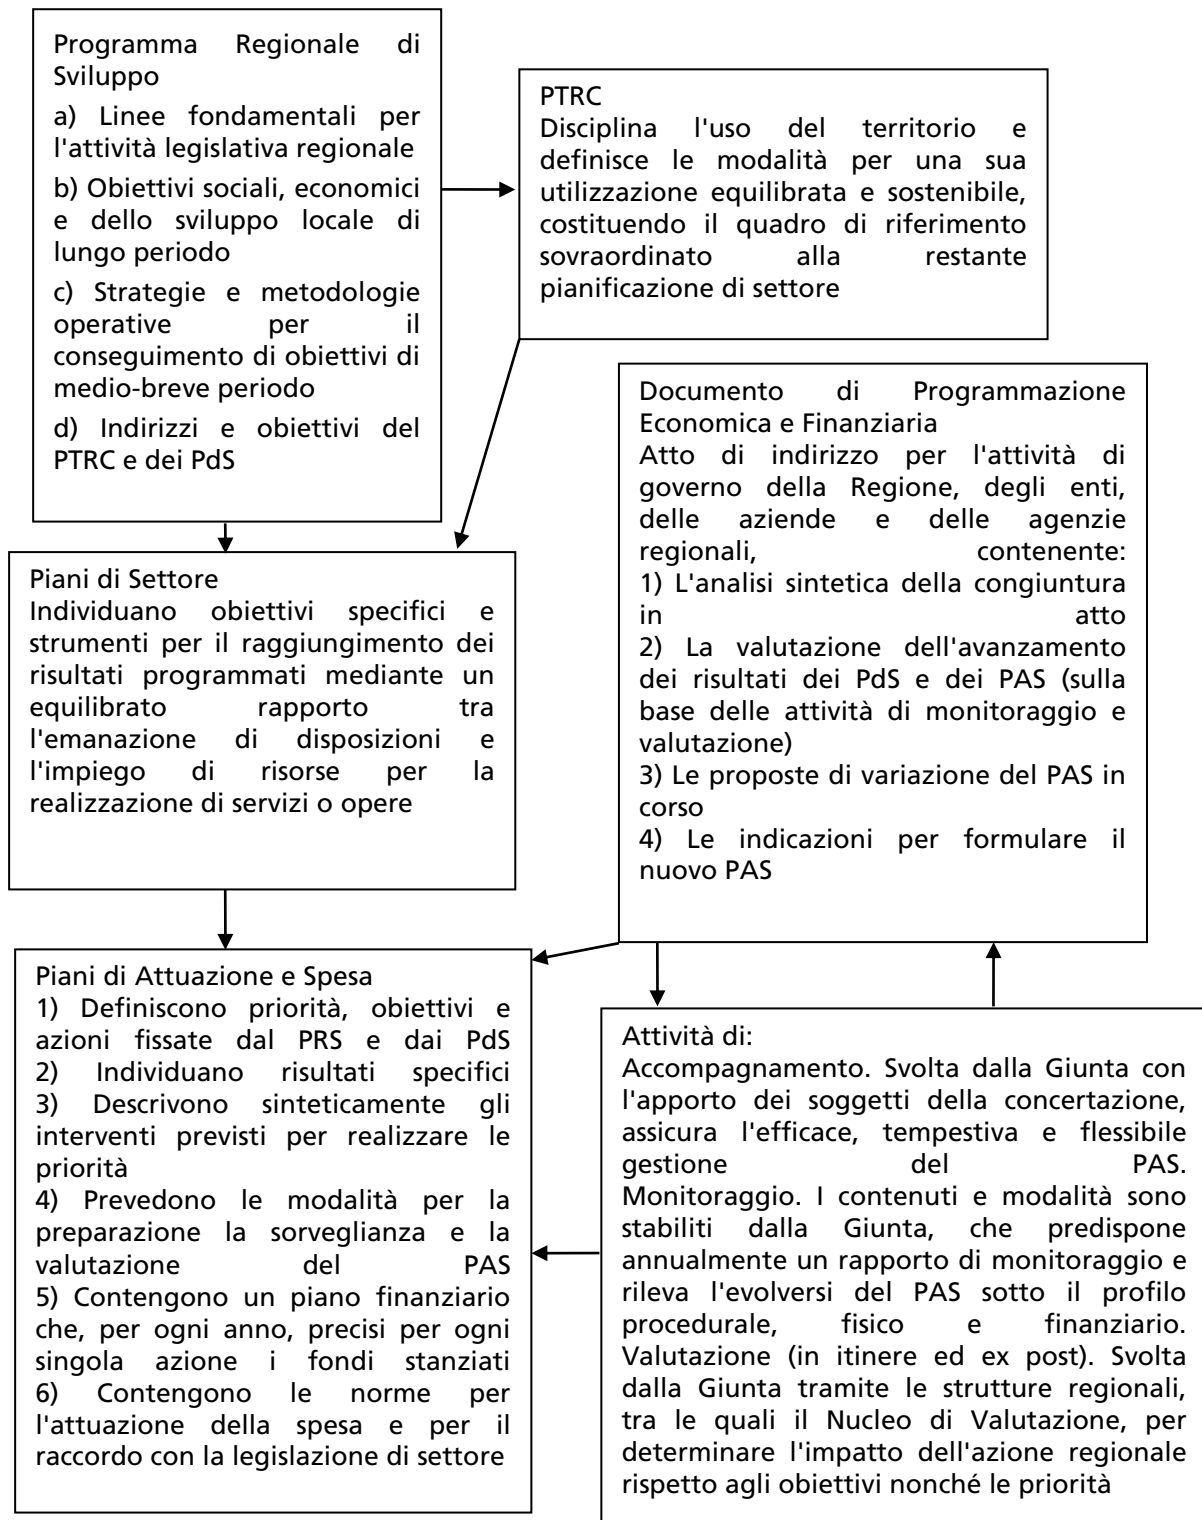 Programma Regionale di
Sviluppo
a) Linee fondamentali per
l'attività legislativa regionale
b) Obiettivi sociali, economici
e dello sviluppo locale di
lungo periodo
c) Strategie e metodologie
operative per il
conseguimento di obiettivi di
medio-breve periodo
d) Indirizzi e obiettivi del
PTRC e dei PdS
PTRC
Disciplina l'uso del territorio e
definisce le modalità per una sua
utilizzazione equilibrata e sostenibile,
costituendo il quadro di riferimento
sovraordinato alla restante
pianificazione di settore
Documento di Programmazione
Economica e Finanziaria
Atto di indirizzo per l'attività di
governo della Regione, degli enti,
delle aziende e delle agenzie
regionali, contenente:
1) L'analisi sintetica della congiuntura
in atto
2) La valutazione dell'avanzamento
dei risultati dei PdS e dei PAS (sulla
base delle attività di monitoraggio e
valutazione)
3) Le proposte di variazione del PAS in
corso
4) Le indicazioni per formulare il
nuovo PAS
Piani di Settore
Individuano obiettivi specifici e
strumenti per il raggiungimento dei
risultati programmati mediante un
equilibrato rapporto tra
l'emanazione di disposizioni e
l'impiego di risorse per la
realizzazione di servizi o opere
Piani di Attuazione e Spesa
1) Definiscono priorità, obiettivi e
azioni fissate dal PRS e dai PdS
2) Individuano risultati specifici
3) Descrivono sinteticamente gli
interventi previsti per realizzare le
priorità
4) Prevedono le modalità per la
preparazione la sorveglianza e la
valutazione del PAS
5) Contengono un piano finanziario
che, per ogni anno, precisi per ogni
singola azione i fondi stanziati
6) Contengono le norme per
l'attuazione della spesa e per il
raccordo con la legislazione di settore
Attività di:
Accompagnamento. Svolta dalla Giunta con
l'apporto dei soggetti della concertazione,
assicura l'efficace, tempestiva e flessibile
gestione del PAS.
Monitoraggio. I contenuti e modalità sono
stabiliti dalla Giunta, che predispone
annualmente un rapporto di monitoraggio e
rileva l'evolversi del PAS sotto il profilo
procedurale, fisico e finanziario.
Valutazione (in itinere ed ex post). Svolta
dalla Giunta tramite le strutture regionali,
tra le quali il Nucleo di Valutazione, per
determinare l'impatto dell'azione regionale
rispetto agli obiettivi nonché le priorità